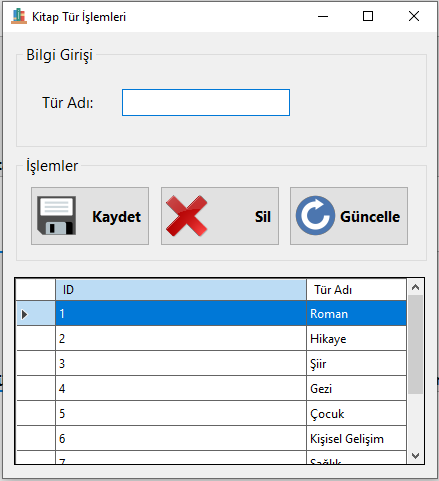 Kitap Tür İşlemleri
Bilgi Girişi
Tür Adı:
İşlemler
Kaydet Sil Güncelle
ID Tür Adı
1 Roman
2 Hikaye
3 Şiir
4 Gezi
5 Çocuk
6 Kişisel Gelişim
7 Sağlık